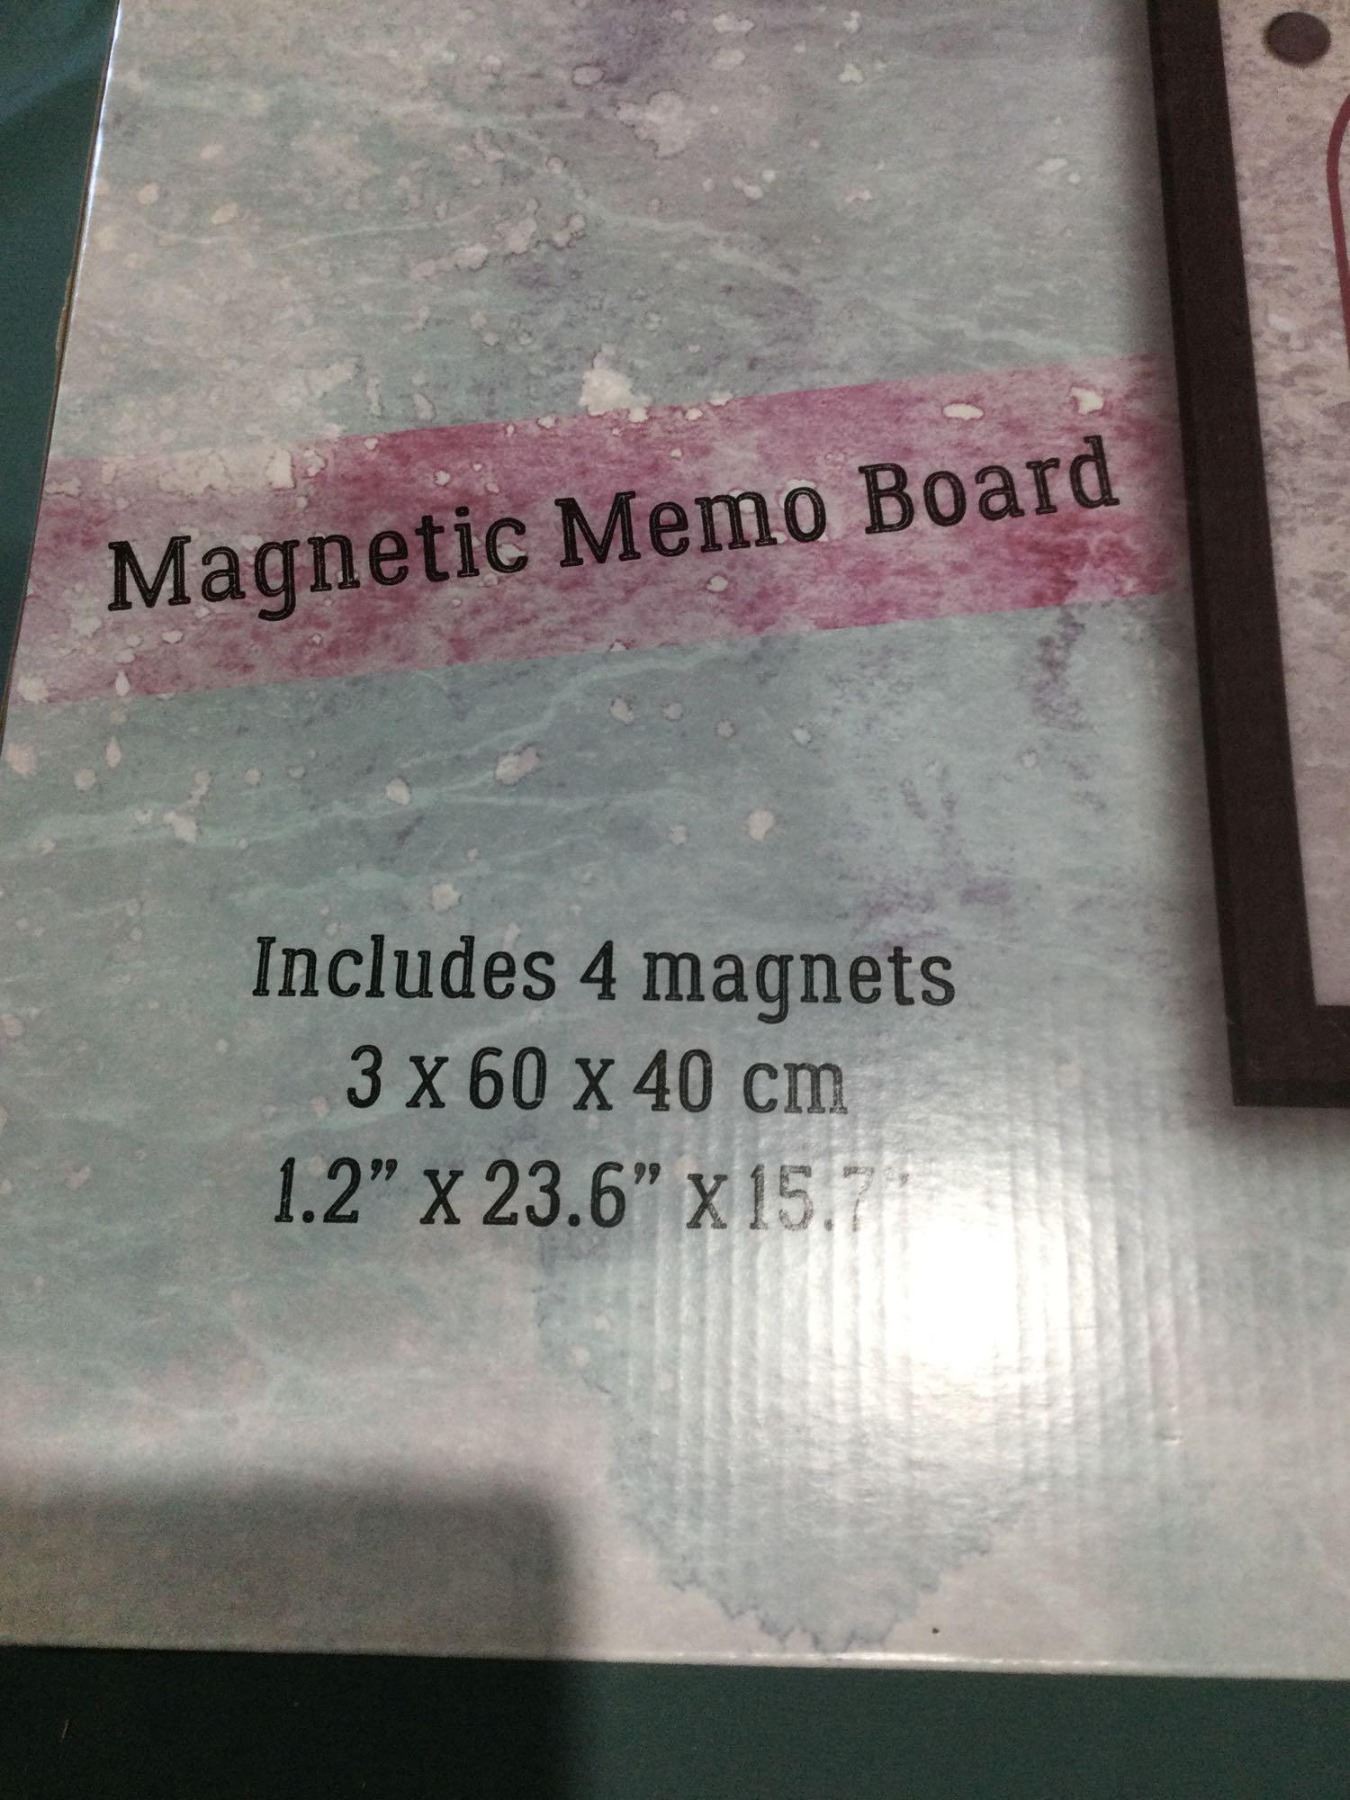 Magnetic Memo Board
Includes 4 magnets
3 x 60 x 40 cm
1.2” x 23.6” x 15.7”